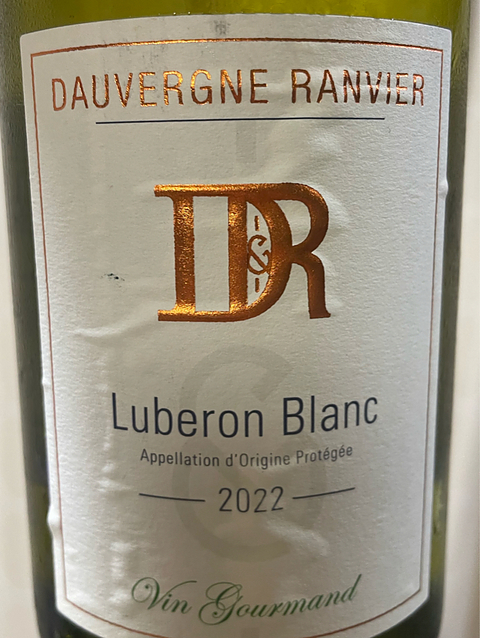 DAUVERGNE RANVIER
D&R
Luberon Blanc
Appellation d'Origine Protégée
2022
Vin Gourmand